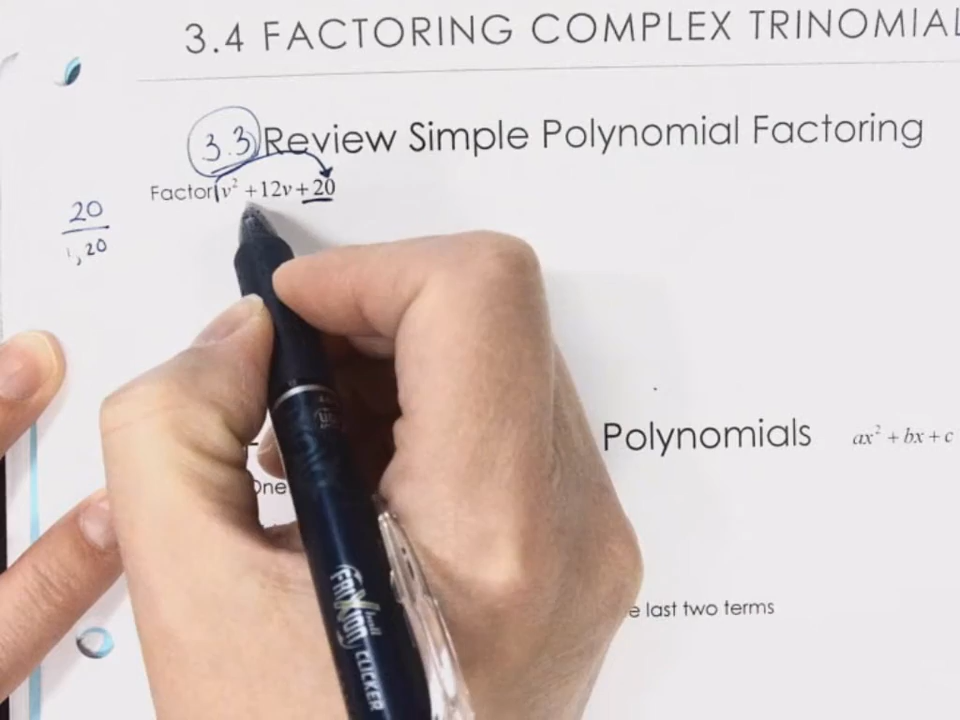 3.4 FACTORING COMPLEX TRINOMIAL
3.3 Review Simple Polynomial Factoring
Factor v² + 12v + 20
20
1, 20
Polynomials ax² + bx + c
One
e last two terms
FRIXION ball CLICKER